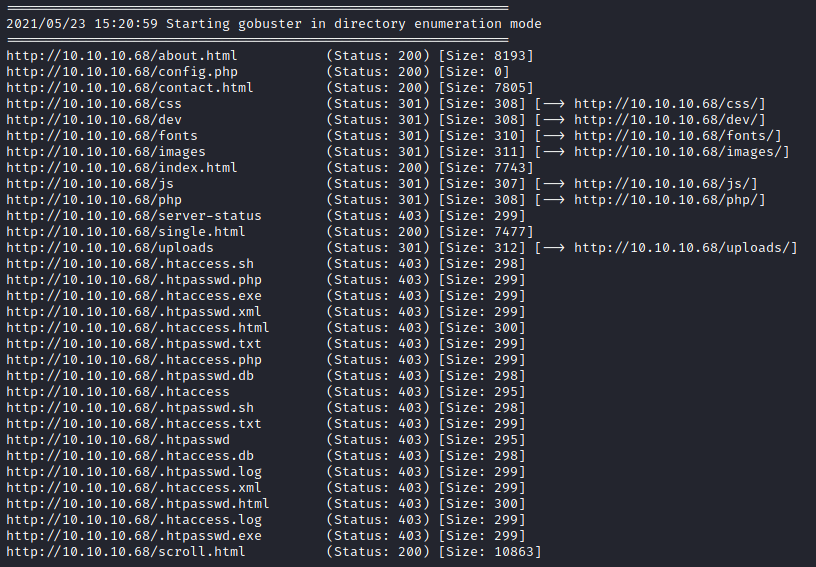 ===============================================================
2021/05/23 15:20:59 Starting gobuster in directory enumeration mode
===============================================================
http://10.10.10.68/about.html           (Status: 200) [Size: 8193]
http://10.10.10.68/config.php           (Status: 200) [Size: 0]
http://10.10.10.68/contact.html         (Status: 200) [Size: 7805]
http://10.10.10.68/css                  (Status: 301) [Size: 308] [--> http://10.10.10.68/css/]
http://10.10.10.68/dev                  (Status: 301) [Size: 308] [--> http://10.10.10.68/dev/]
http://10.10.10.68/fonts                (Status: 301) [Size: 310] [--> http://10.10.10.68/fonts/]
http://10.10.10.68/images               (Status: 301) [Size: 311] [--> http://10.10.10.68/images/]
http://10.10.10.68/index.html           (Status: 200) [Size: 7743]
http://10.10.10.68/js                   (Status: 301) [Size: 307] [--> http://10.10.10.68/js/]
http://10.10.10.68/php                  (Status: 301) [Size: 308] [--> http://10.10.10.68/php/]
http://10.10.10.68/server-status        (Status: 403) [Size: 299]
http://10.10.10.68/single.html          (Status: 200) [Size: 7477]
http://10.10.10.68/uploads              (Status: 301) [Size: 312] [--> http://10.10.10.68/uploads/]
http://10.10.10.68/.htaccess.sh         (Status: 403) [Size: 298]
http://10.10.10.68/.htpasswd.php        (Status: 403) [Size: 299]
http://10.10.10.68/.htaccess.exe        (Status: 403) [Size: 299]
http://10.10.10.68/.htpasswd.xml        (Status: 403) [Size: 299]
http://10.10.10.68/.htaccess.html       (Status: 403) [Size: 300]
http://10.10.10.68/.htpasswd.txt        (Status: 403) [Size: 299]
http://10.10.10.68/.htaccess.php        (Status: 403) [Size: 299]
http://10.10.10.68/.htpasswd.db         (Status: 403) [Size: 298]
http://10.10.10.68/.htaccess            (Status: 403) [Size: 295]
http://10.10.10.68/.htpasswd.sh         (Status: 403) [Size: 298]
http://10.10.10.68/.htaccess.txt        (Status: 403) [Size: 299]
http://10.10.10.68/.htpasswd            (Status: 403) [Size: 295]
http://10.10.10.68/.htaccess.db         (Status: 403) [Size: 298]
http://10.10.10.68/.htpasswd.log        (Status: 403) [Size: 299]
http://10.10.10.68/.htaccess.xml        (Status: 403) [Size: 299]
http://10.10.10.68/.htpasswd.html       (Status: 403) [Size: 300]
http://10.10.10.68/.htaccess.log        (Status: 403) [Size: 299]
http://10.10.10.68/.htpasswd.exe        (Status: 403) [Size: 299]
http://10.10.10.68/scroll.html          (Status: 200) [Size: 10863]